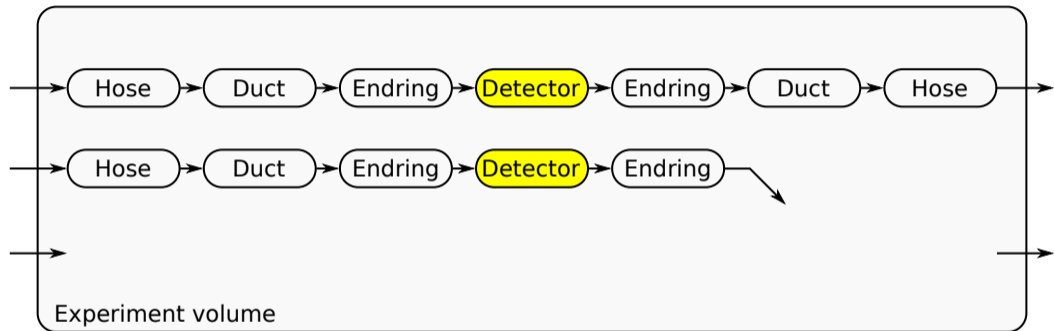 Hose Duct Endring Detector Endring Duct Hose
Hose Duct Endring Detector Endring
Experiment volume